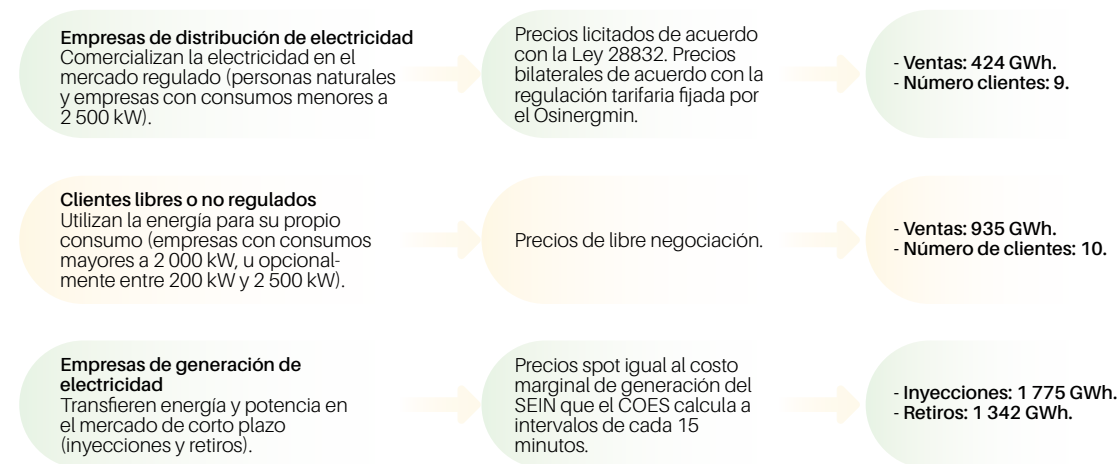 Empresas de distribución de electricidad
Comercializan la electricidad en el
mercado regulado (personas naturales
y empresas con consumos menores a
2 500 kW).
Precios licitados de acuerdo
con la Ley 28832. Precios
bilaterales de acuerdo con la
regulación tarifaria fijada por
el Osinergmin.
- Ventas: 424 GWh.
- Número clientes: 9.
Clientes libres o no regulados
Utilizan la energía para su propio
consumo (empresas con consumos
mayores a 2 000 kW, u opcional-
mente entre 200 kW y 2 500 kW).
Precios de libre negociación.
- Ventas: 935 GWh.
- Número de clientes: 10.
Empresas de generación de
electricidad
Transfieren energía y potencia en
el mercado de corto plazo
(inyecciones y retiros).
Precios spot igual al costo
marginal de generación del
SEIN que el COES calcula a
intervalos de cada 15
minutos.
- Inyecciones: 1 775 GWh.
- Retiros: 1 342 GWh.